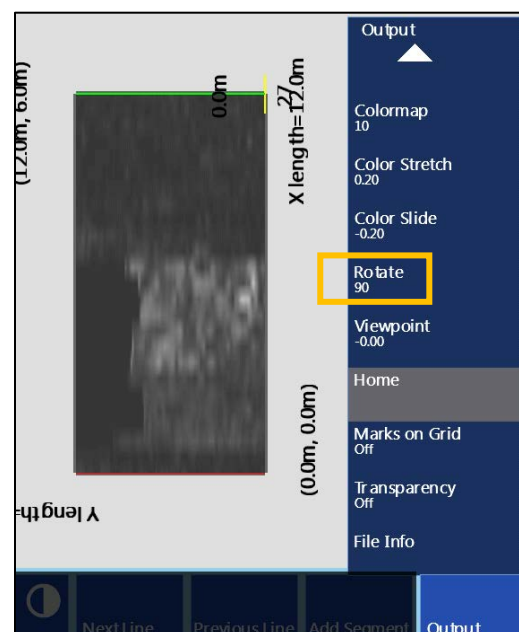 Output
Colormap
10
Color Stretch
0.20
Color Slide
-0.20
Rotate
90
Viewpoint
-0.00
Home
Marks on Grid
Off
Transparency
Off
File Info
(12.0m, 6.0m)
0.0m
27
X length=12.0m
(0.0m, 0.0m)
Y length=
Next Line
Previous Line
Add Segment
Output